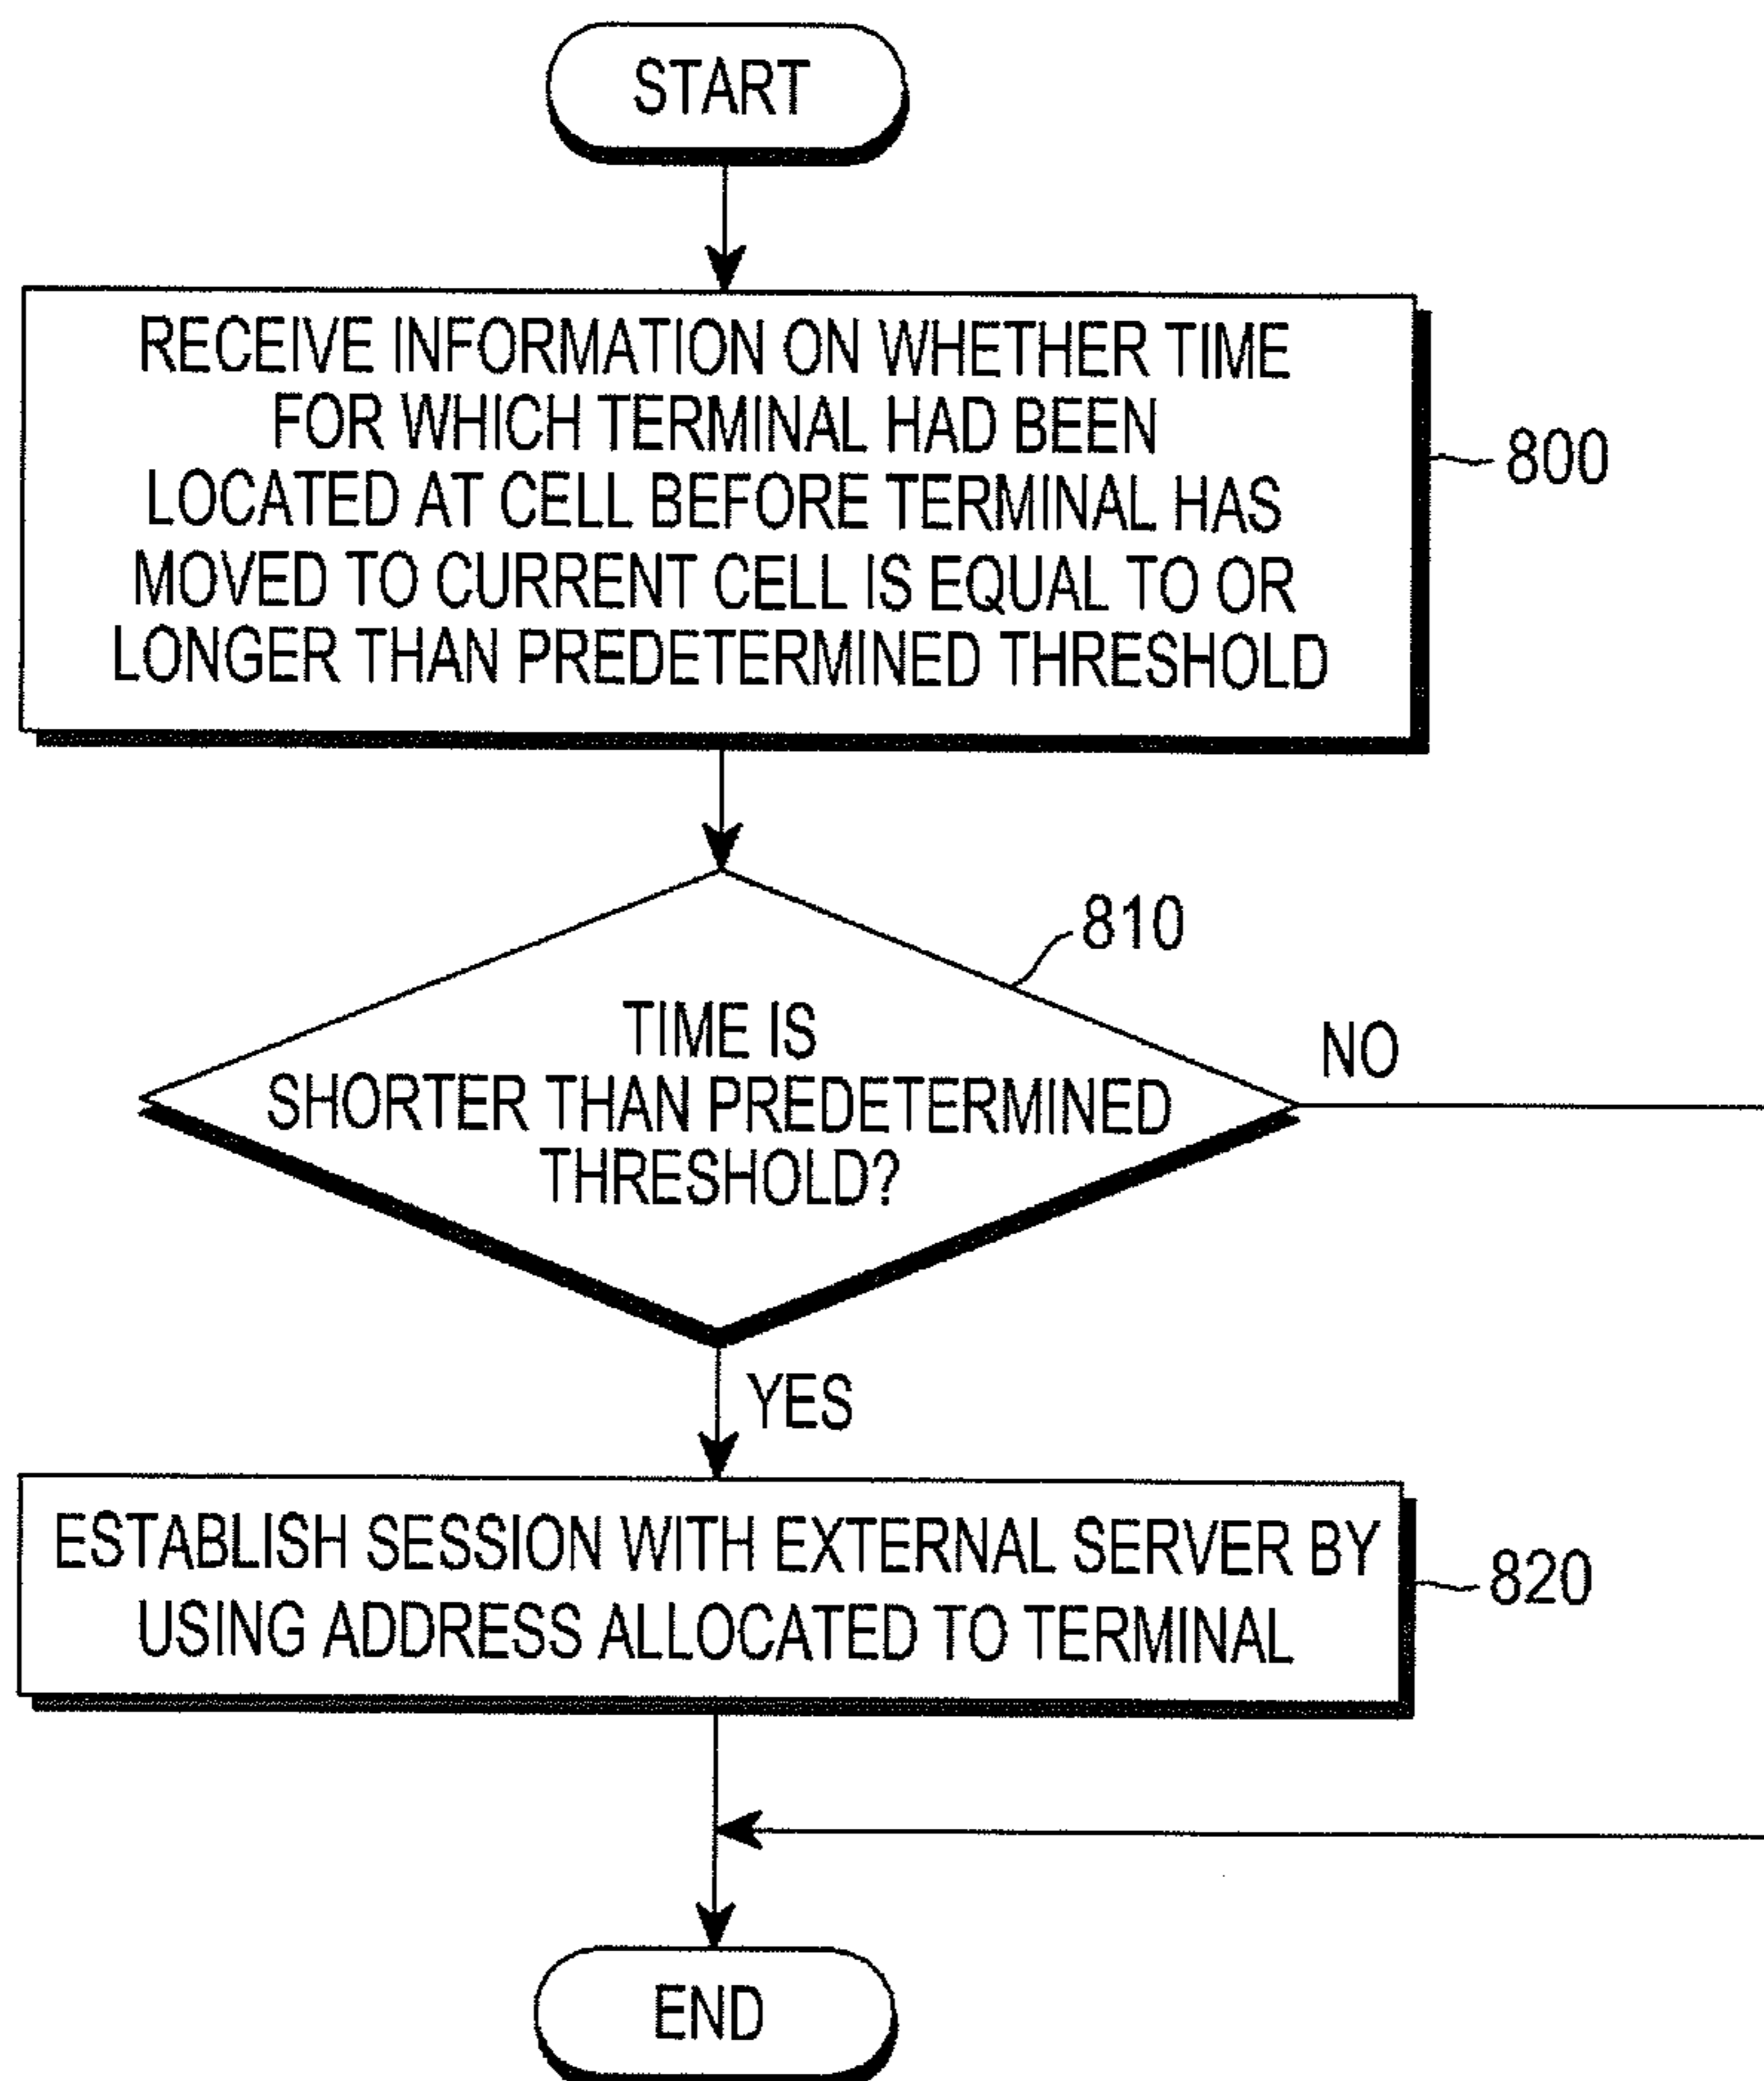 START
RECEIVE INFORMATION ON WHETHER TIME
FOR WHICH TERMINAL HAD BEEN
LOCATED AT CELL BEFORE TERMINAL HAS
MOVED TO CURRENT CELL IS EQUAL TO OR
LONGER THAN PREDETERMINED THRESHOLD
800
810
TIME IS
SHORTER THAN PREDETERMINED
THRESHOLD?
NO
YES
ESTABLISH SESSION WITH EXTERNAL SERVER BY
USING ADDRESS ALLOCATED TO TERMINAL
820
END